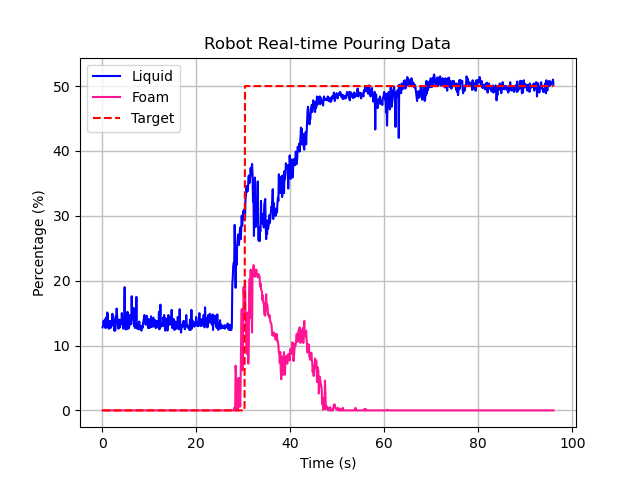 Robot Real-time Pouring Data
Liquid
Foam
Target
Percentage (%)
50
40
30
20
10
0
0 20 40 60 80 100
Time (s)